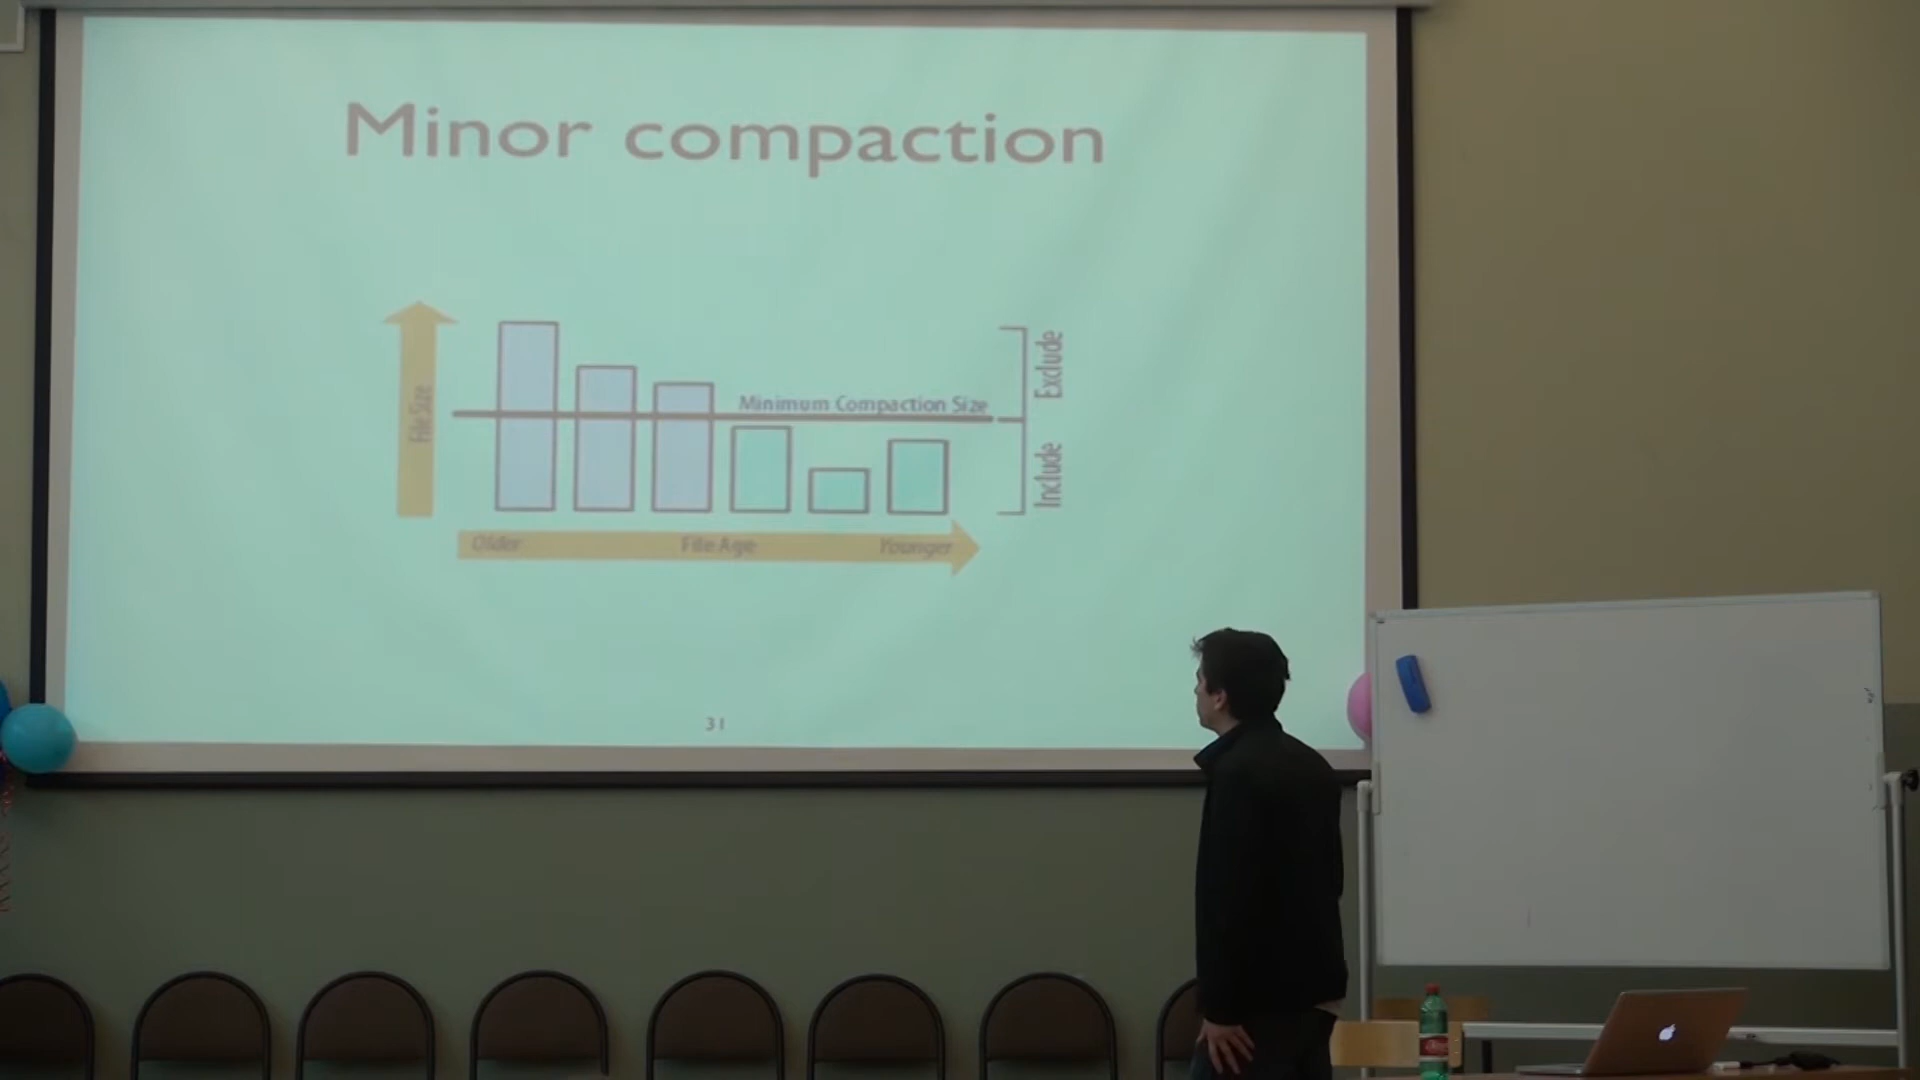 Minor compaction
File Size
Minimum Compaction Size
Exclude
Include
Older File Age Younger
31